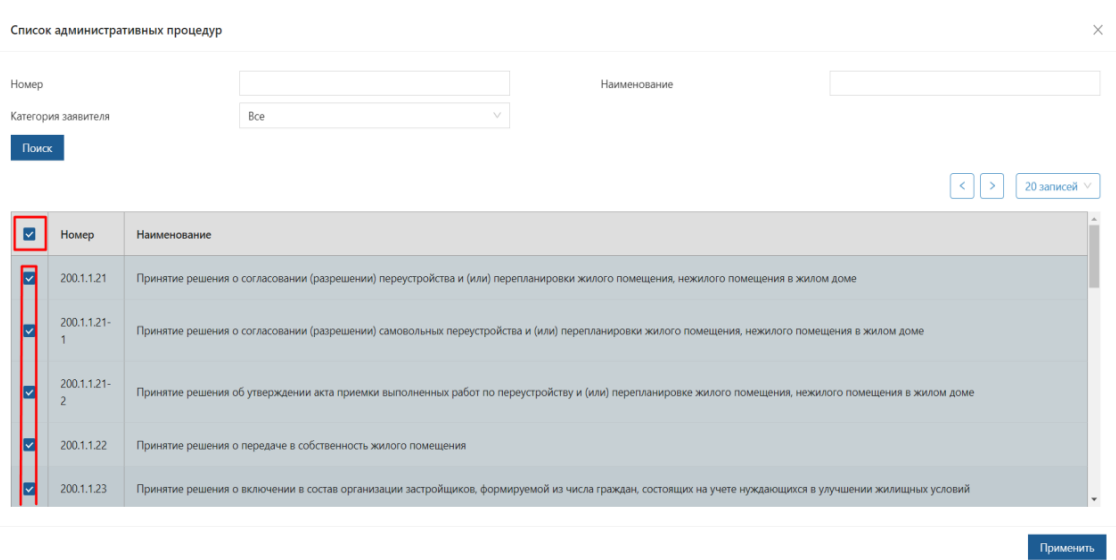 Список административных процедур
Номер
Наименование
Категория заявителя
Все
Поиск
20 записей
Номер
Наименование
200.1.1.21
Принятие решения о согласовании (разрешении) переустройства и (или) перепланировки жилого помещения, нежилого помещения в жилом доме
200.1.1.21-
1
Принятие решения о согласовании (разрешении) самовольных переустройства и (или) перепланировки жилого помещения, нежилого помещения в жилом доме
200.1.1.21-
2
Принятие решения об утверждении акта приемки выполненных работ по переустройству и (или) перепланировке жилого помещения, нежилого помещения в жилом доме
200.1.1.22
Принятие решения о передаче в собственность жилого помещения
200.1.1.23
Принятие решения о включении в состав организации застройщиков, формируемой из числа граждан, состоящих на учете нуждающихся в улучшении жилищных условий
Применить